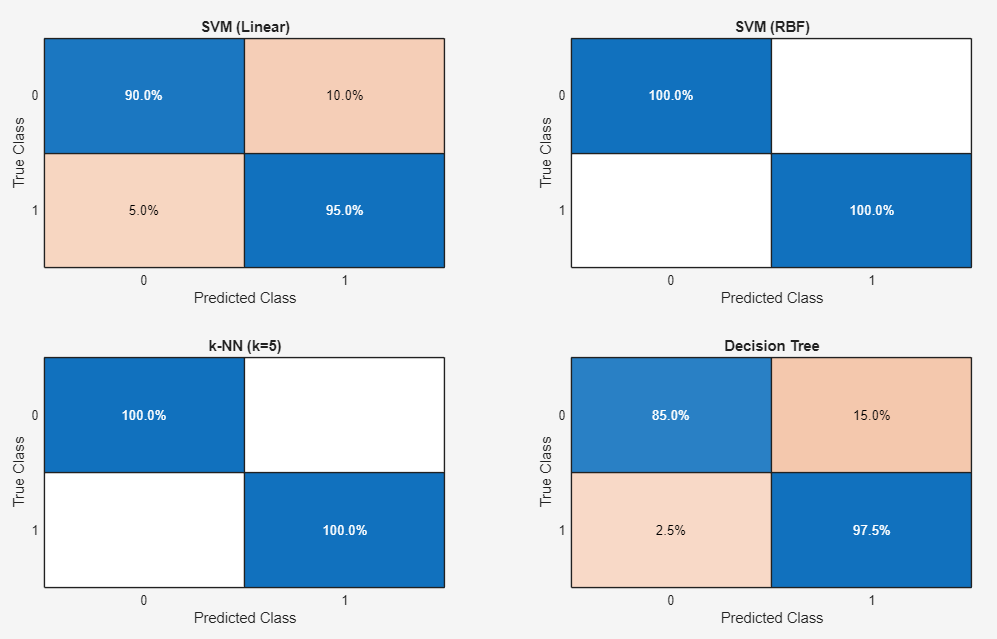 SVM (Linear)
True Class
0
90.0%
10.0%
1
5.0%
95.0%
0
1
Predicted Class
SVM (RBF)
True Class
0
100.0%
1
100.0%
0
1
Predicted Class
k-NN (k=5)
True Class
0
100.0%
1
100.0%
0
1
Predicted Class
Decision Tree
True Class
0
85.0%
15.0%
1
2.5%
97.5%
0
1
Predicted Class